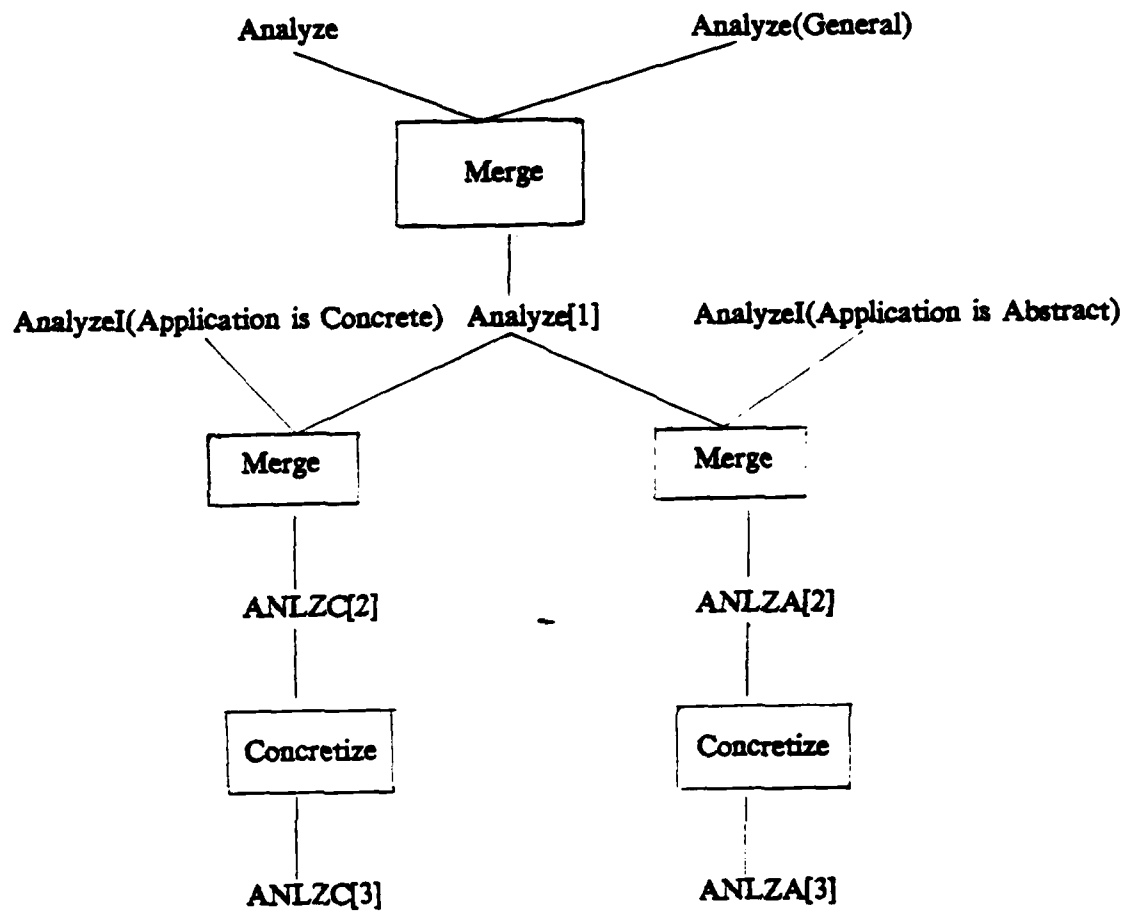 Analyze
Analyze(General)
Merge
AnalyzeI(Application is Concrete)
Analyze[1]
AnalyzeI(Application is Abstract)
Merge
Merge
ANLZC[2]
ANLZA[2]
Concretize
Concretize
ANLZC[3]
ANLZA[3]